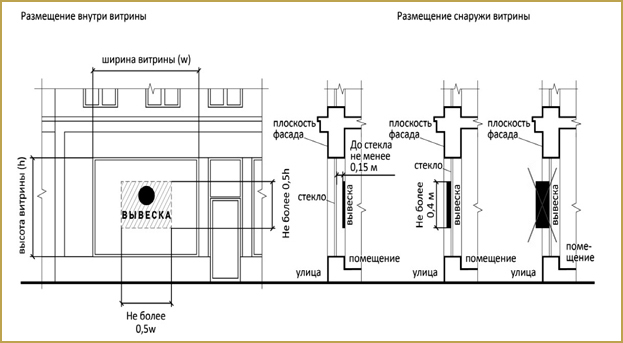 Размещение внутри витрины
Размещение снаружи витрины
ширина витрины (w)
высота витрины (h)
ВЫВЕСКА
Не более 0,5h
Не более
0,5w
плоскость
фасада
До стекла
не менее
0,15 м
стекло
вывеска
улица
помещение
плоскость
фасада
стекло
Не более
0,4 м
вывеска
улица
помещение
плоскость
фасада
вывеска
улица
поме-
щение